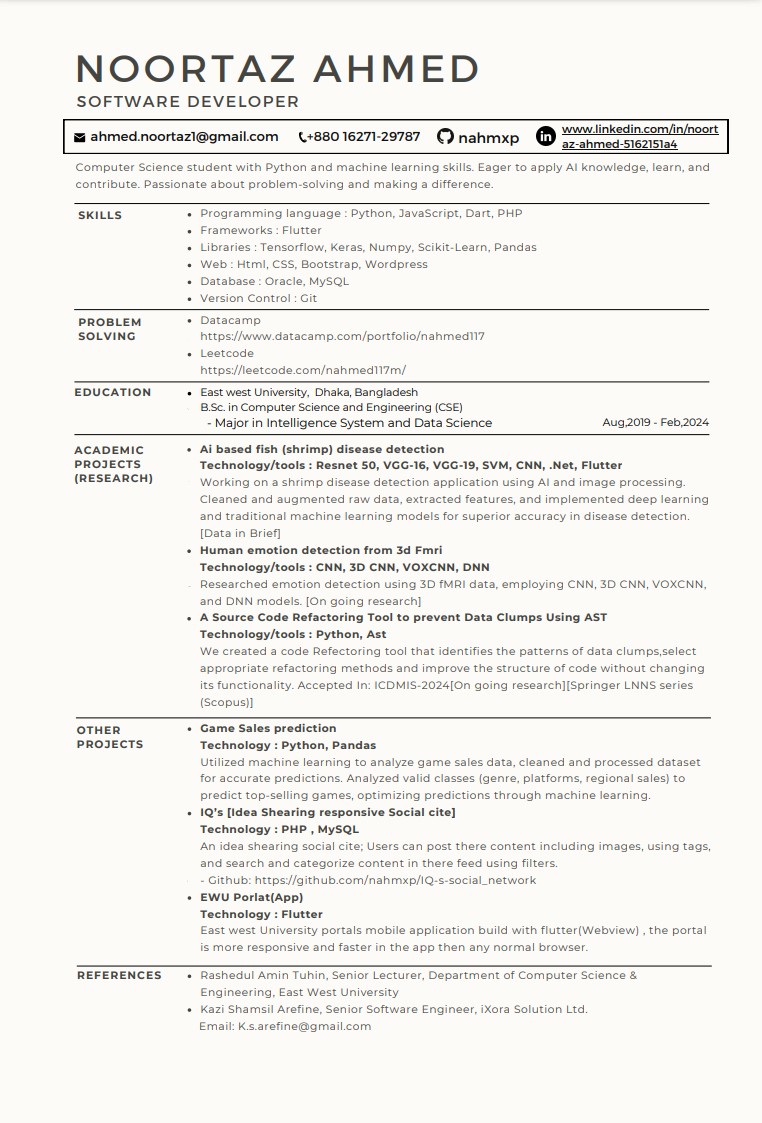 NOORTAZ AHMED
SOFTWARE DEVELOPER
ahmed.noortaz1@gmail.com +880 16271-29787 nahmxp www.linkedin.com/in/noort
az-ahmed-5162151a4
Computer Science student with Python and machine learning skills. Eager to apply AI knowledge, learn, and
contribute. Passionate about problem-solving and making a difference.
SKILLS
• Programming language : Python, JavaScript, Dart, PHP
• Frameworks : Flutter
• Libraries : Tensorflow, Keras, Numpy, Scikit-Learn, Pandas
• Web : Html, CSS, Bootstrap, Wordpress
• Database : Oracle, MySQL
• Version Control : Git
PROBLEM
SOLVING
• Datacamp
https://www.datacamp.com/portfolio/nahmed117
• Leetcode
https://leetcode.com/nahmed117m/
EDUCATION
• East west University, Dhaka, Bangladesh
B.Sc. in Computer Science and Engineering (CSE)
- Major in Intelligence System and Data Science Aug,2019 - Feb,2024
ACADEMIC
PROJECTS
(RESEARCH)
• Ai based fish (shrimp) disease detection
Technology/tools : Resnet 50, VGG-16, VGG-19, SVM, CNN, .Net, Flutter
Working on a shrimp disease detection application using AI and image processing.
Cleaned and augmented raw data, extracted features, and implemented deep learning
and traditional machine learning models for superior accuracy in disease detection.
[Data in Brief]
• Human emotion detection from 3d Fmri
Technology/tools : CNN, 3D CNN, VOXCNN, DNN
Researched emotion detection using 3D fMRI data, employing CNN, 3D CNN, VOXCNN,
and DNN models. [On going research]
• A Source Code Refactoring Tool to prevent Data Clumps Using AST
Technology/tools : Python, Ast
We created a code Refectoring tool that identifies the patterns of data clumps,select
appropriate refactoring methods and improve the structure of code without changing
its functionality. Accepted In: ICDMIS-2024[On going research][Springer LNNS series
(Scopus)]
OTHER
PROJECTS
• Game Sales prediction
Technology : Python, Pandas
Utilized machine learning to analyze game sales data, cleaned and processed dataset
for accurate predictions. Analyzed valid classes (genre, platforms, regional sales) to
predict top-selling games, optimizing predictions through machine learning.
• IQ's [Idea Shearing responsive Social cite]
Technology : PHP , MySQL
An idea shearing social cite; Users can post there content including images, using tags,
and search and categorize content in there feed using filters.
- Github: https://github.com/nahmxp/IQ-s-social_network
• EWU Porlat(App)
Technology : Flutter
East west University portals mobile application build with flutter(Webview) , the portal
is more responsive and faster in the app then any normal browser.
REFERENCES
• Rashedul Amin Tuhin, Senior Lecturer, Department of Computer Science &
Engineering, East West University
• Kazi Shamsil Arefine, Senior Software Engineer, iXora Solution Ltd.
Email: K.s.arefine@gmail.com